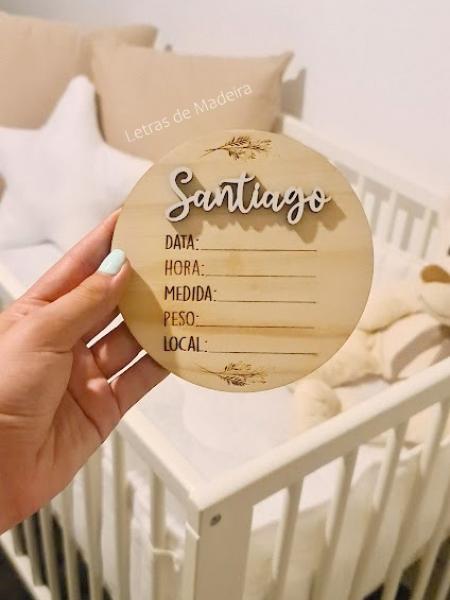 Letras de Madeira
Santiago
DATA:
HORA:
MEDIDA:
PESO:
LOCAL: